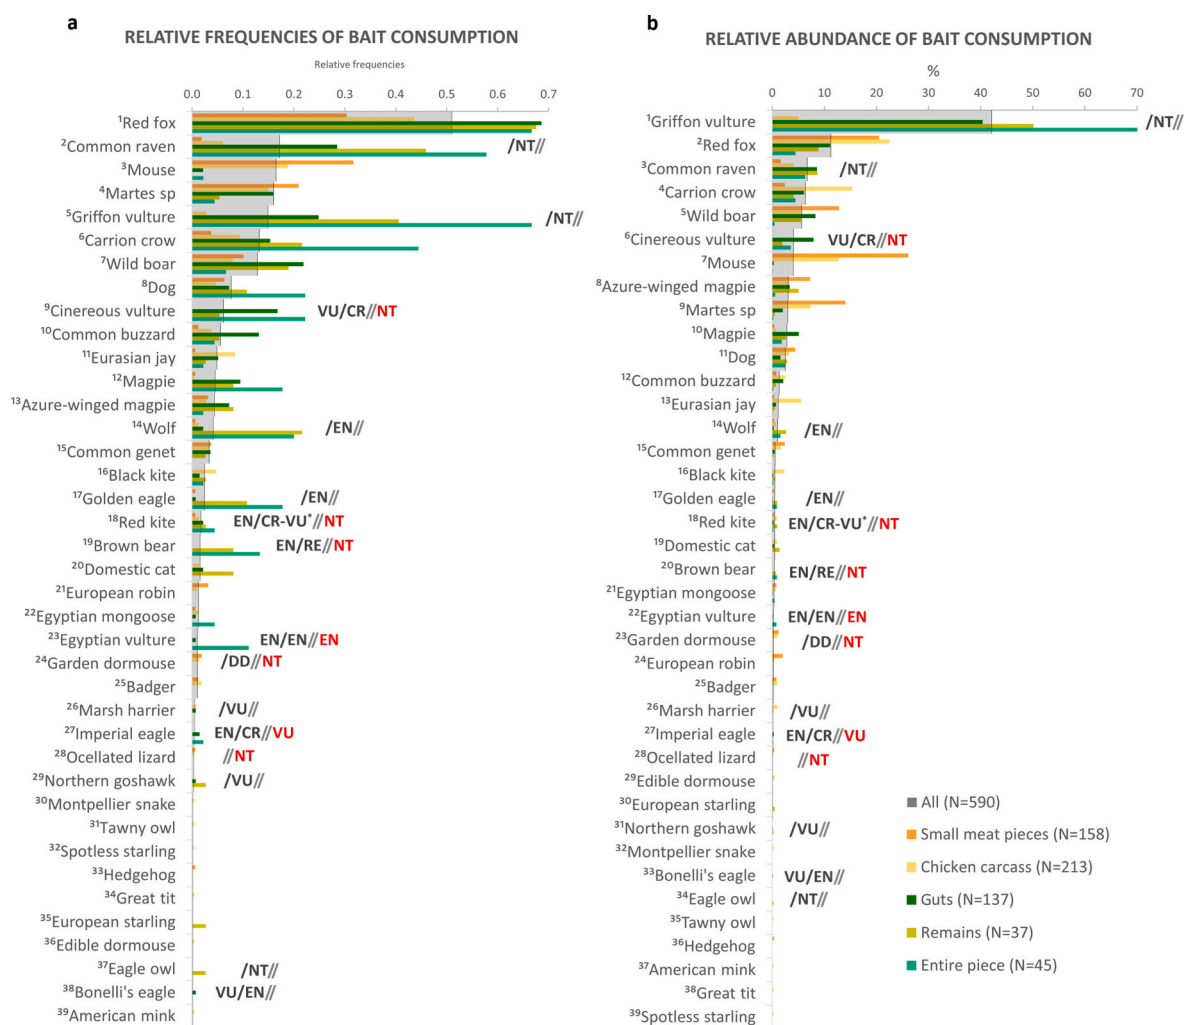 a
RELATIVE FREQUENCIES OF BAIT CONSUMPTION
Relative frequencies
0.0 0.1 0.2 0.3 0.4 0.5 0.6 0.7
¹Red fox
²Common raven /NT//
³Mouse
⁴Martes sp
⁵Griffon vulture /NT//
⁶Carrion crow
⁷Wild boar
⁸Dog
⁹Cinereous vulture VU/CR//NT
¹⁰Common buzzard
¹¹Eurasian jay
¹²Magpie
¹³Azure-winged magpie
¹⁴Wolf /EN//
¹⁵Common genet
¹⁶Black kite
¹⁷Golden eagle /EN//
¹⁸Red kite EN/CR-VU*//NT
¹⁹Brown bear EN/RE//NT
²⁰Domestic cat
²¹European robin
²²Egyptian mongoose
²³Egyptian vulture EN/EN//EN
²⁴Garden dormouse /DD//NT
²⁵Badger
²⁶Marsh harrier /VU//
²⁷Imperial eagle EN/CR//VU
²⁸Ocellated lizard //NT
²⁹Northern goshawk /VU//
³⁰Montpellier snake
³¹Tawny owl
³²Spotless starling
³³Hedgehog
³⁴Great tit
³⁵European starling
³⁶Edible dormouse
³⁷Eagle owl /NT//
³⁸Bonelli's eagle VU/EN//
³⁹American mink
b
RELATIVE ABUNDANCE OF BAIT CONSUMPTION
%
0 10 20 30 40 50 60 70
¹Griffon vulture /NT//
²Red fox
³Common raven /NT//
⁴Carrion crow
⁵Wild boar
⁶Cinereous vulture VU/CR//NT
⁷Mouse
⁸Azure-winged magpie
⁹Martes sp
¹⁰Magpie
¹¹Dog
¹²Common buzzard
¹³Eurasian jay
¹⁴Wolf /EN//
¹⁵Common genet
¹⁶Black kite
¹⁷Golden eagle /EN//
¹⁸Red kite EN/CR-VU*//NT
¹⁹Domestic cat
²⁰Brown bear EN/RE//NT
²¹Egyptian mongoose
²²Egyptian vulture EN/EN//EN
²³Garden dormouse /DD//NT
²⁴European robin
²⁵Badger
²⁶Marsh harrier /VU//
²⁷Imperial eagle EN/CR//VU
²⁸Ocellated lizard //NT
²⁹Edible dormouse
³⁰European starling
³¹Northern goshawk /VU//
³²Montpellier snake
³³Bonelli's eagle VU/EN//
³⁴Eagle owl /NT//
³⁵Tawny owl
³⁶Hedgehog
³⁷American mink
³⁸Great tit
³⁹Spotless starling
All (N=590)
Small meat pieces (N=158)
Chicken carcass (N=213)
Guts (N=137)
Remains (N=37)
Entire piece (N=45)